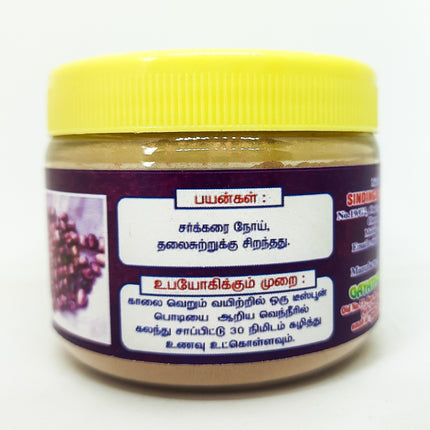 பயன்கள் :
சர்க்கரை நோய்,
தலைசுற்றுக்கு சிறந்தது.
உபயோகிக்கும் முறை :
காலை வெறும் வயிற்றில் ஒரு டீஸ்பூன்
பொடியை ஆறிய வெந்நீரில்
கலந்து சாப்பிட்டு 30 நிமிடம் கழித்து
உணவு உட்கொள்ளவும்.